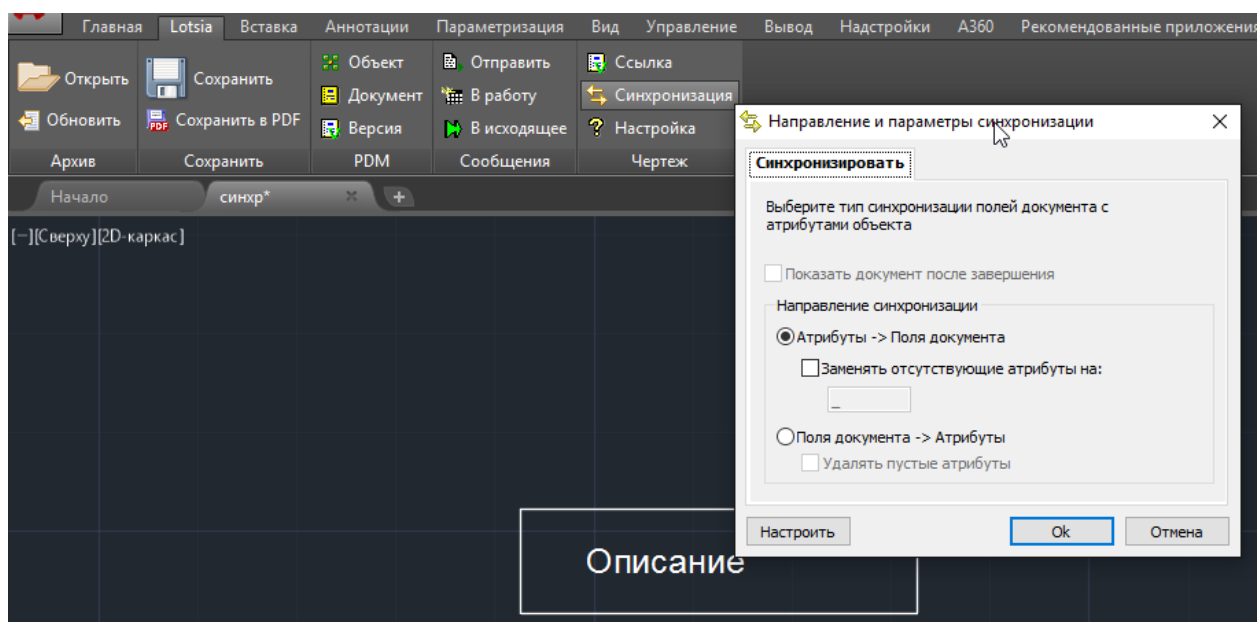 Главная Lotsia Вставка Аннотации Параметризация Вид Управление Вывод Надстройки A360 Рекомендованные приложения
Открыть Сохранить Объект Отправить Ссылка
Документ В работу Синхронизация
Обновить Сохранить в PDF Версия В исходящее Настройка
Архив Сохранить PDM Сообщения Чертеж
Начало синхр*
[−][Сверху][2D-каркас]
Направление и параметры синхронизации
Синхронизировать
Выберите тип синхронизации полей документа с
атрибутами объекта
Показать документ после завершения
Направление синхронизации
Атрибуты -> Поля документа
Заменять отсутствующие атрибуты на:
_
Поля документа -> Атрибуты
Удалять пустые атрибуты
Настроить Ok Отмена
Описание